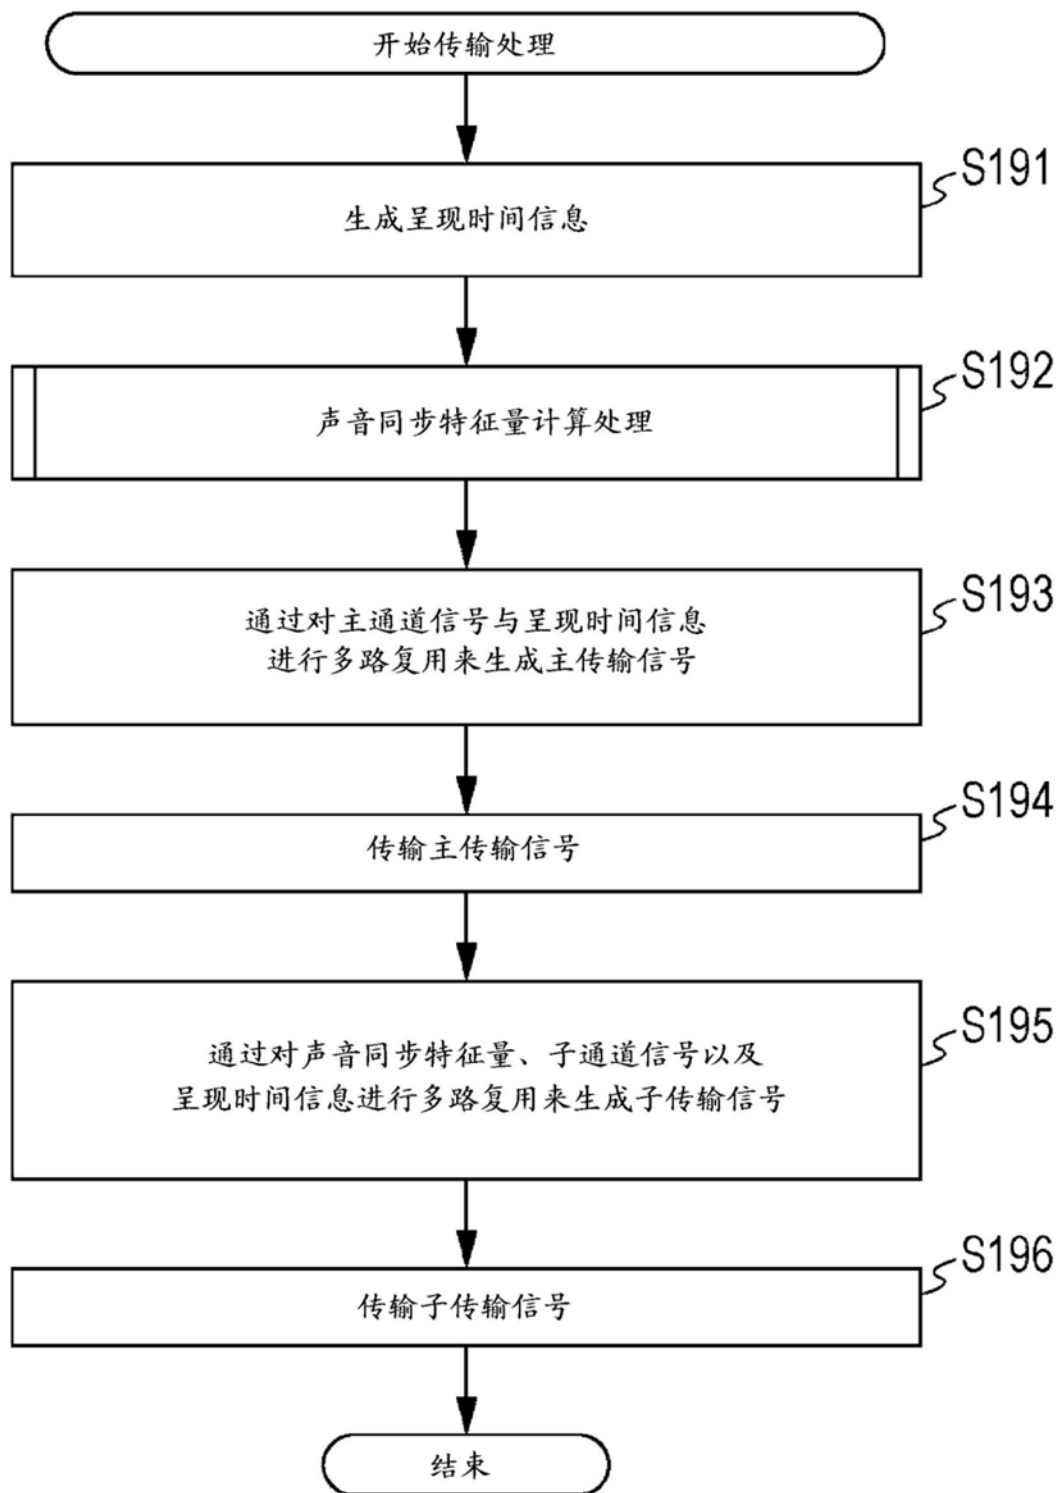 开始传输处理
S191
生成呈现时间信息
S192
声音同步特征量计算处理
S193
通过对主通道信号与呈现时间信息
进行多路复用来生成主传输信号
S194
传输主传输信号
S195
通过对声音同步特征量、子通道信号以及
呈现时间信息进行多路复用来生成子传输信号
S196
传输子传输信号
结束